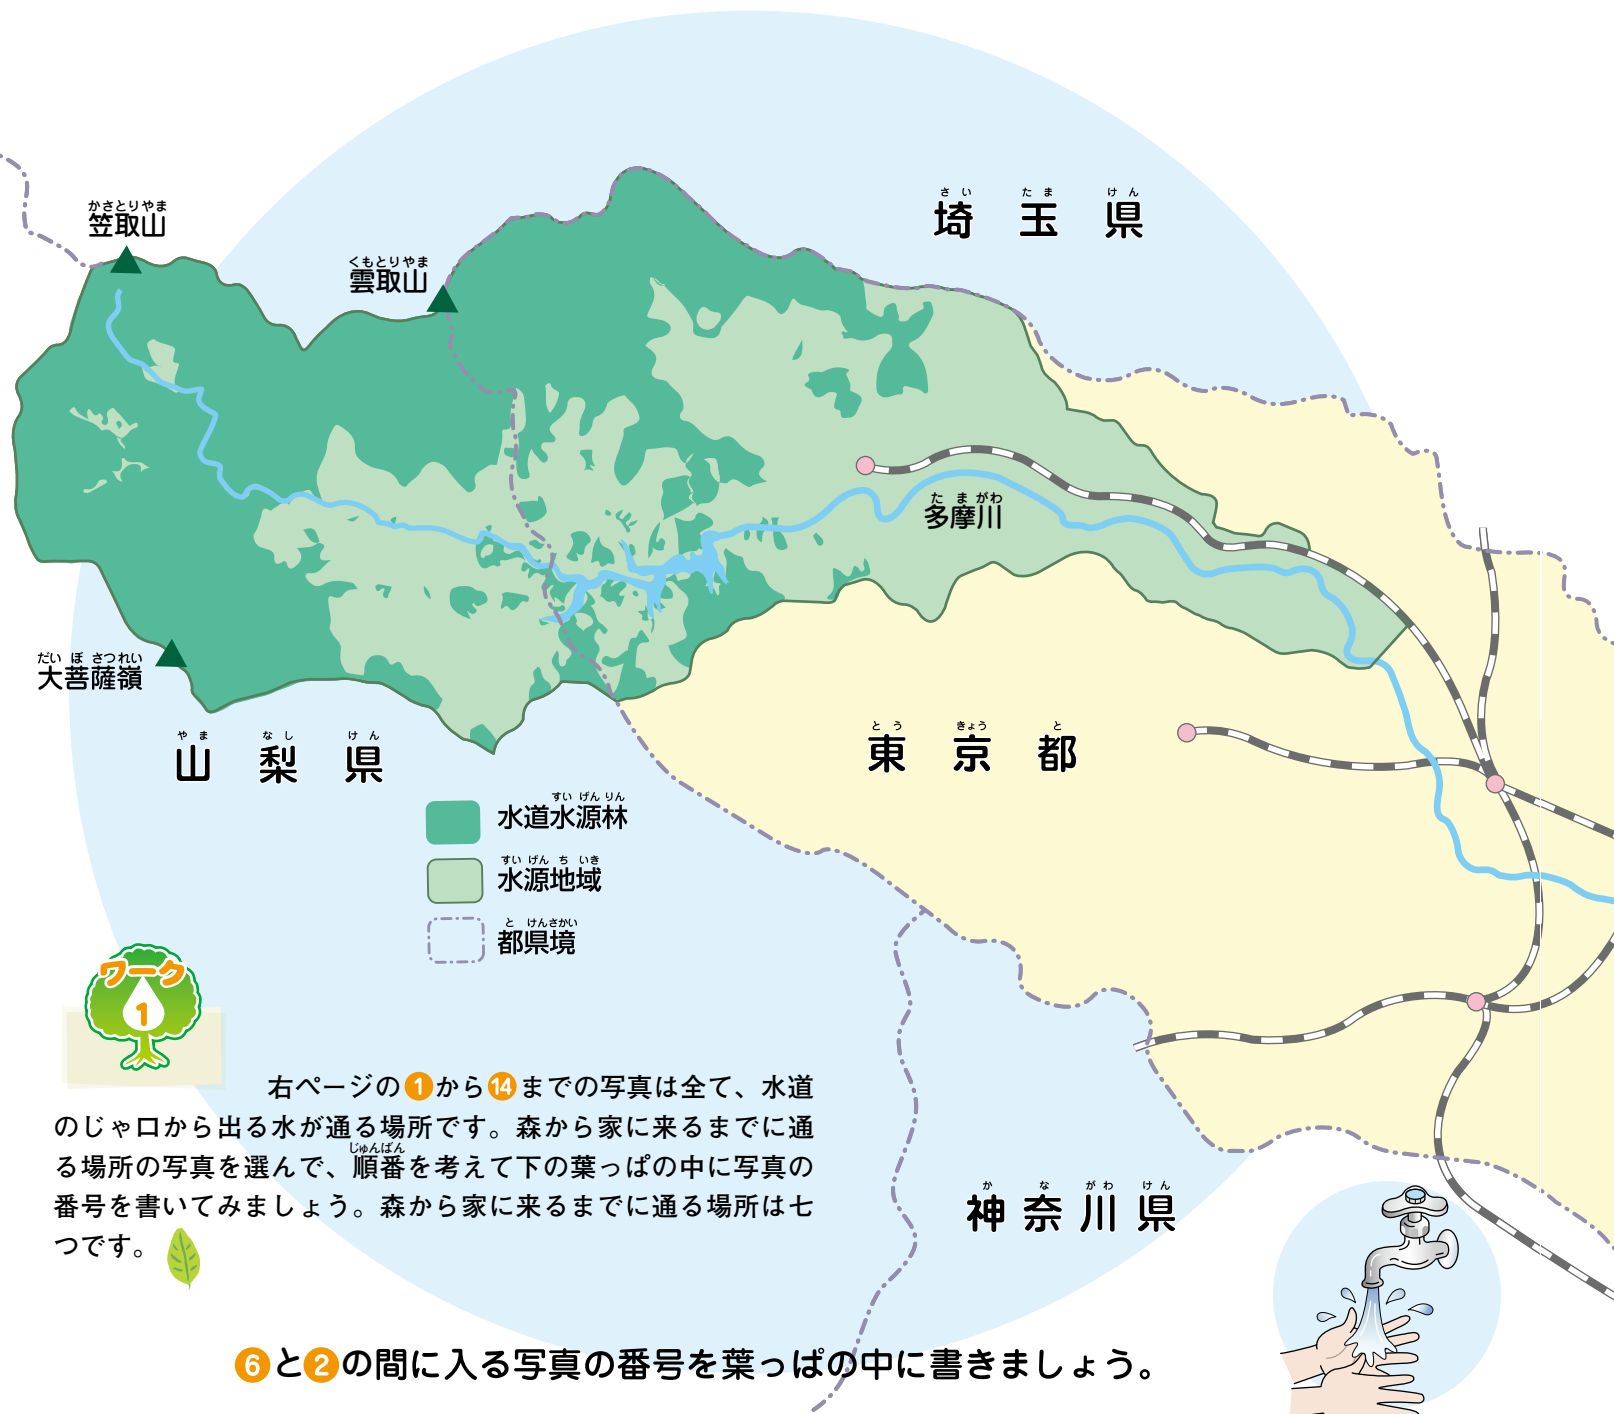 さいたまけん
埼玉県
かさとりやま
笠取山
くもとりやま
雲取山
たまがわ
多摩川
だいぼさつれい
大菩薩嶺
やまなしけん
山梨県
とうきょうと
東京都
すいげんりん
水道水源林
すいげんちいき
水源地域
とけんさかい
都県境
ワーク
1
右ページの1から14までの写真は全て、水道
のじゃ口から出る水が通る場所です。森から家に来るまでに通
じゅんばん
る場所の写真を選んで、順番を考えて下の葉っぱの中に写真の
番号を書いてみましょう。森から家に来るまでに通る場所は七
つです。
かながわけん
神奈川県
6と2の間に入る写真の番号を葉っぱの中に書きましょう。